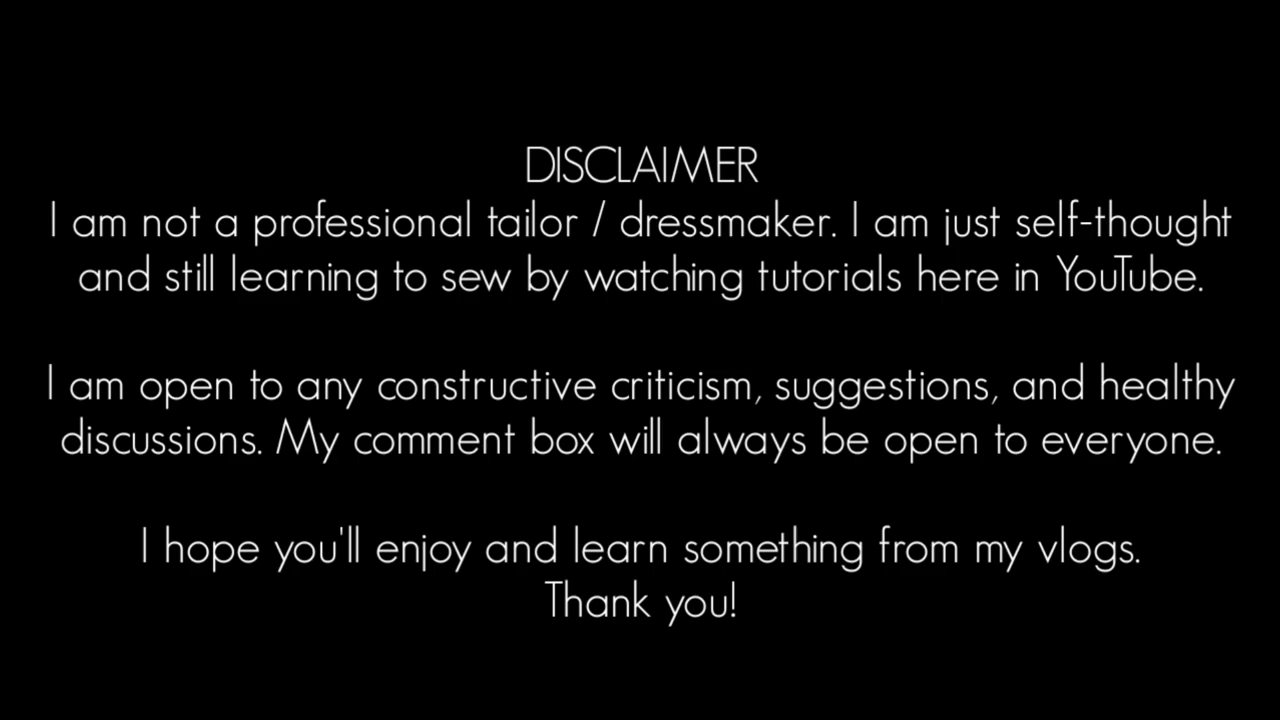 DISCLAIMER
I am not a professional tailor / dressmaker. I am just self-thought
and still learning to sew by watching tutorials here in YouTube.
I am open to any constructive criticism, suggestions, and healthy
discussions. My comment box will always be open to everyone.
I hope you'll enjoy and learn something from my vlogs.
Thank you!